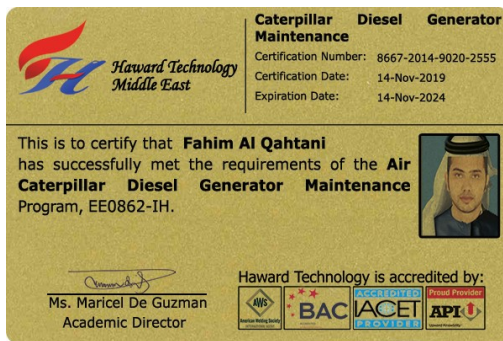 Haward Technology
Middle East
Caterpillar Diesel Generator
Maintenance
Certification Number: 8667-2014-9020-2555
Certification Date: 14-Nov-2019
Expiration Date: 14-Nov-2024
This is to certify that Fahim Al Qahtani
has successfully met the requirements of the Air
Caterpillar Diesel Generator Maintenance
Program, EE0862-IH.
Ms. Maricel De Guzman
Academic Director
Haward Technology is accredited by:
AWS
American Welding Society
BAC
ACCREDITED
IACET
PROVIDER
Proud Provider
API